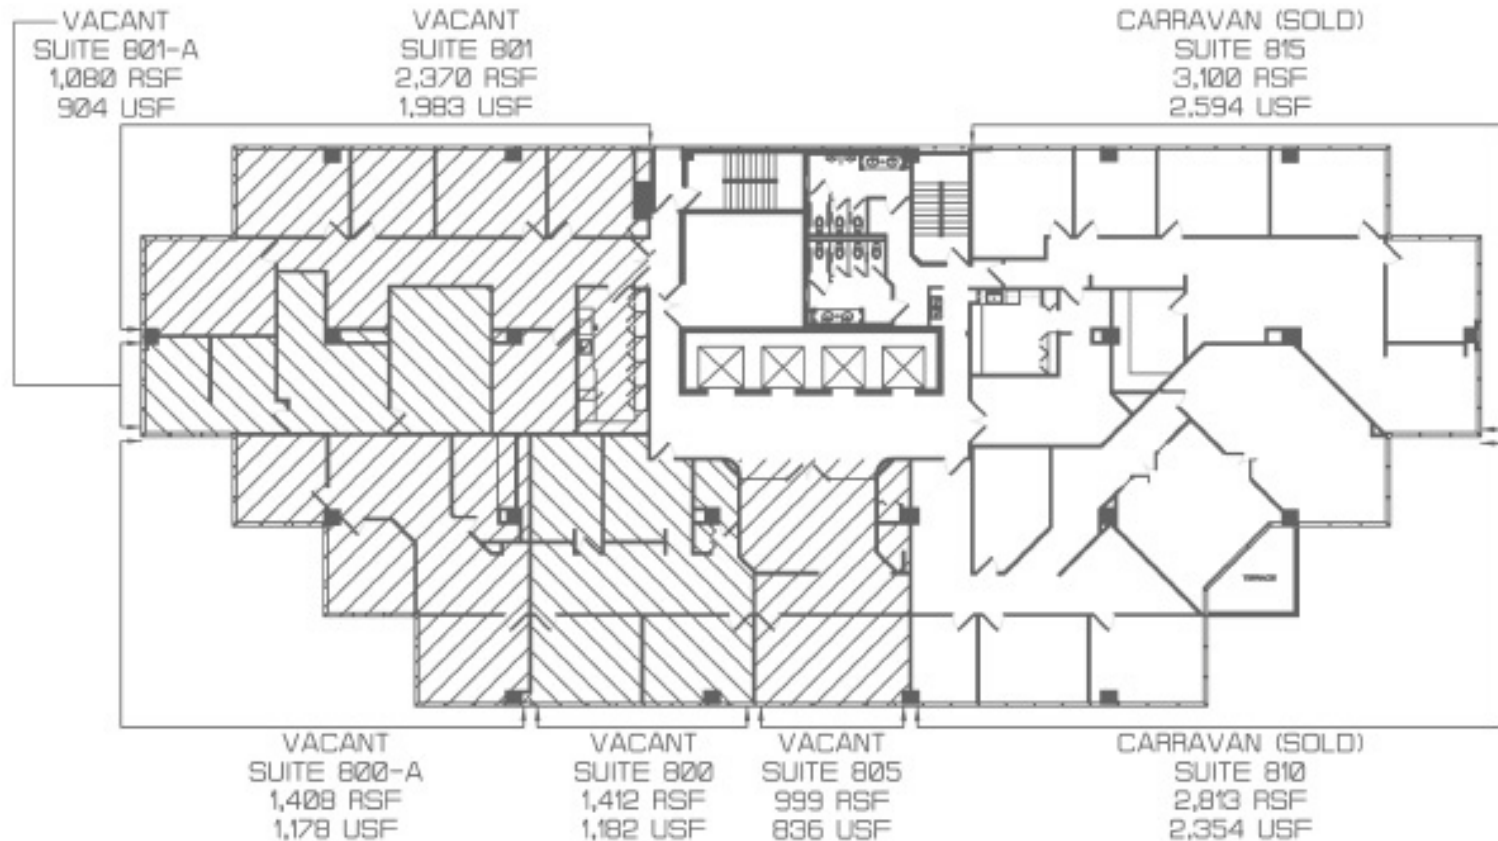 VACANT
SUITE 801-A
1,080 RSF
904 USF
VACANT
SUITE 801
2,370 RSF
1,983 USF
CARRAVAN (SOLD)
SUITE 815
3,100 RSF
2,594 USF
TERRACE
VACANT
SUITE 800-A
1,408 RSF
1,178 USF
VACANT
SUITE 800
1,412 RSF
1,182 USF
VACANT
SUITE 805
999 RSF
836 USF
CARRAVAN (SOLD)
SUITE 810
2,813 RSF
2,354 USF